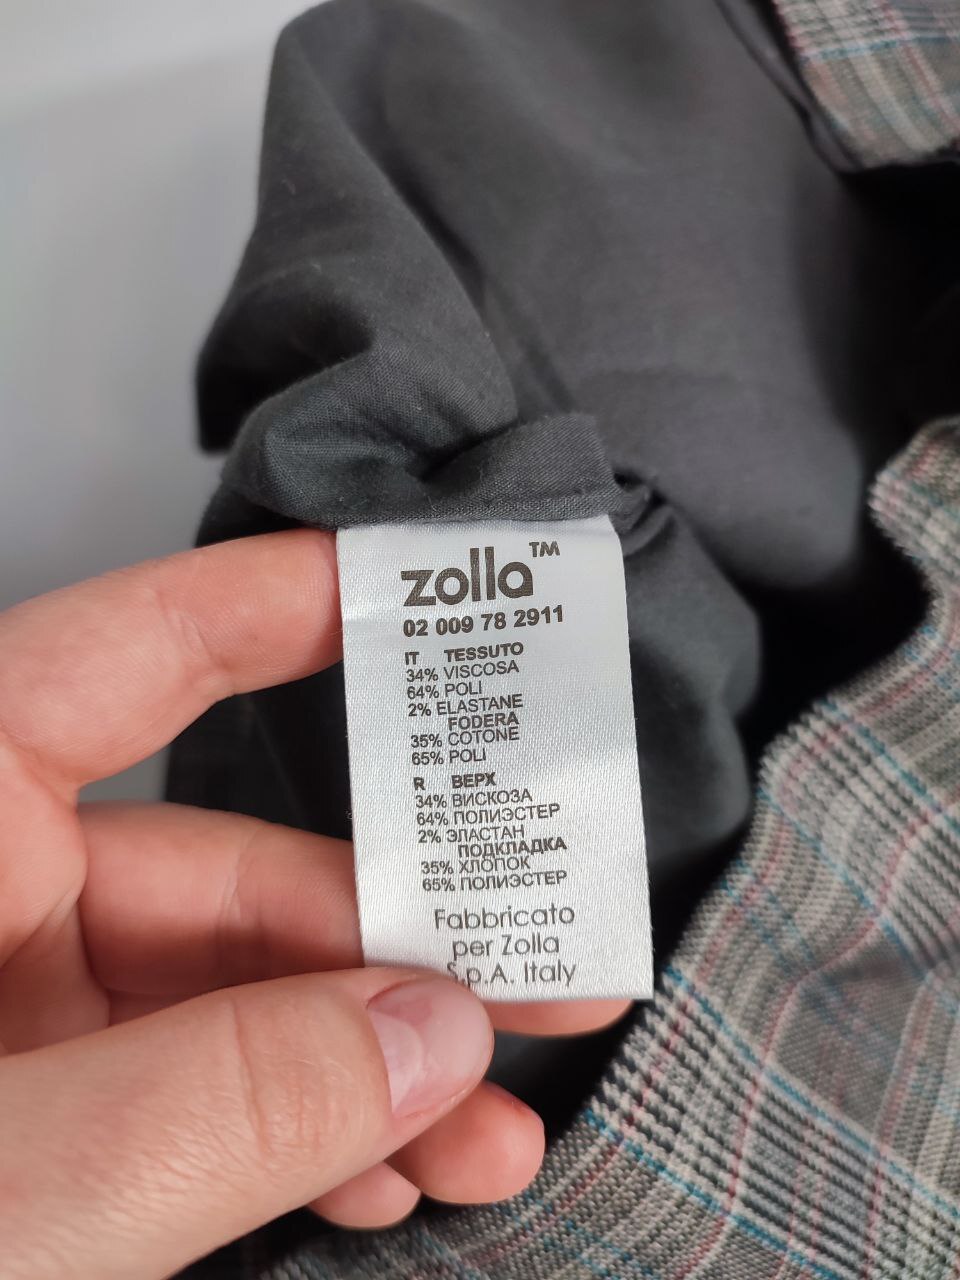 zolla™
02 009 78 2911
IT TESSUTO
34% VISCOSA
64% POLI
2% ELASTANE
FODERA
35% COTONE
65% POLI
R ВЕРХ
34% ВИСКОЗА
64% ПОЛИЭСТЕР
2% ЭЛАСТАН
ПОДКЛАДКА
35% ХЛОПОК
65% ПОЛИЭСТЕР
Fabbricato
per Zolla
S.p.A. Italy